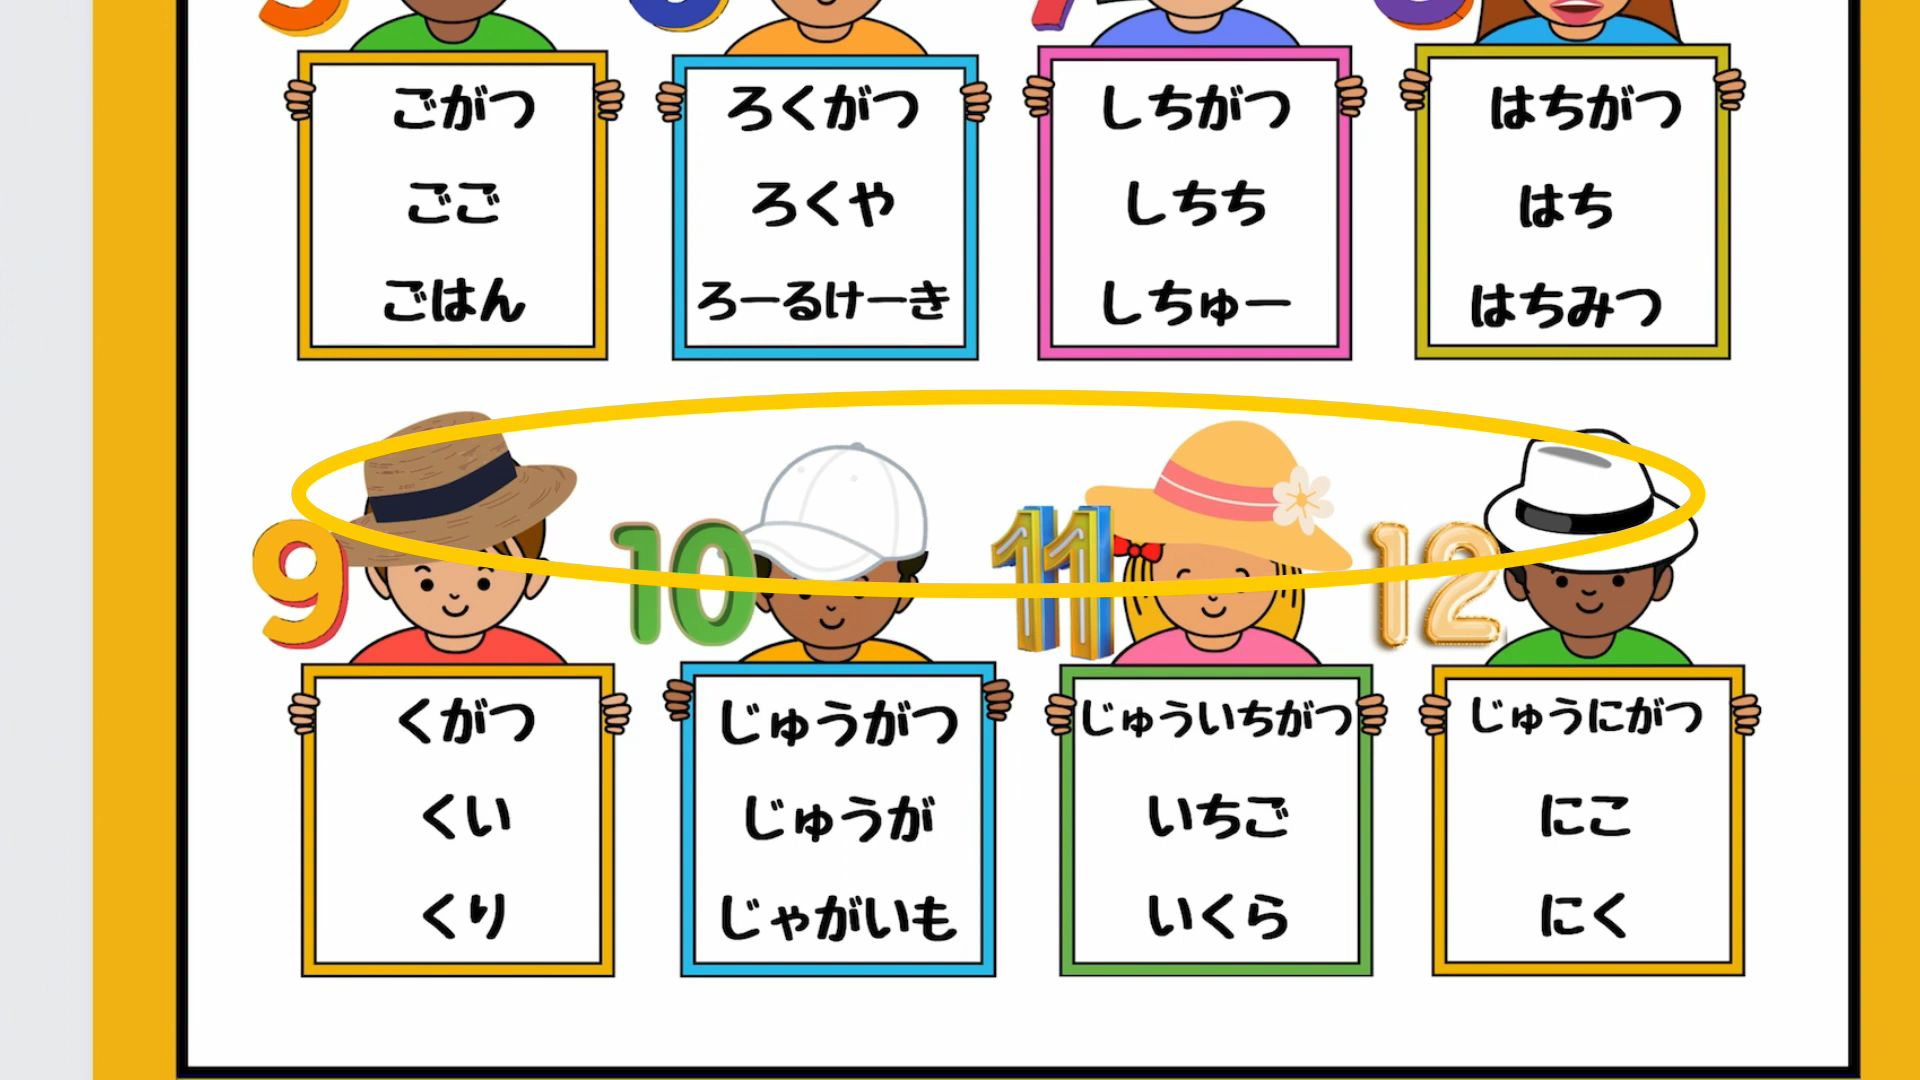 ごがつ
ごご
ごはん
ろくがつ
ろくや
ろーるけーき
しちがつ
しちち
しちゅー
はちがつ
はち
はちみつ
9
くがつ
くい
くり
10
じゅうがつ
じゅうが
じゃがいも
11
じゅういちがつ
いちご
いくら
12
じゅうにがつ
にこ
にく